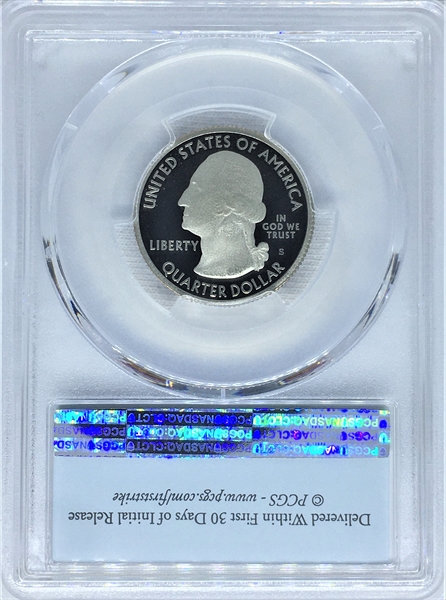 UNITED STATES OF AMERICA
LIBERTY
IN
GOD WE
TRUST
S
QUARTER DOLLAR
Delivered Within First 30 Days of Initial Release
© PCGS - www.pcgs.com/firststrike